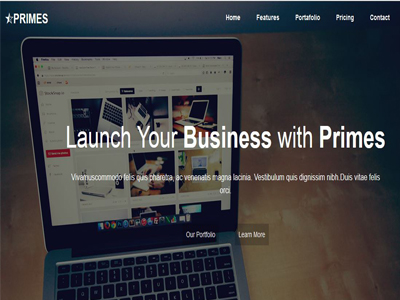 PRIMES
Home Features Portafolio Pricing Contact
Launch Your Business with Primes
Vivamuscommodo felis quis pharetra, ac venenatis magna lacinia. Vestibulum quis dignissim nibh.Duis vitae felis
orci.
Our Portfolio Learn More